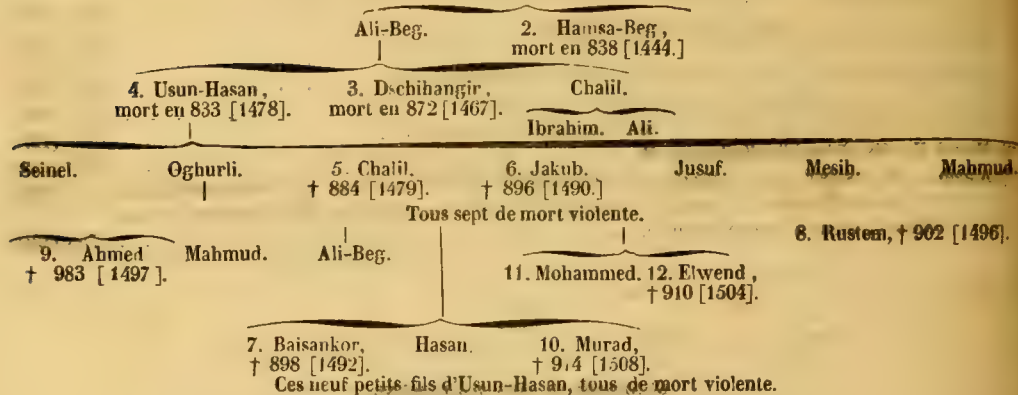 Ali-Beg. 2. Hamsa-Beg,
mort en 838 [1444.]
4. Usun-Hasan, 3. Dschihangir, Chalil.
mort en 833 [1478]. mort en 872 [1467].
Ibrahim. Ali.
Seinel. Oghurli. 5. Chalil. 6. Jakub. Jusuf. Mesih. Mahmud.
† 884 [1479]. † 896 [1490.]
Tous sept de mort violente.
8. Rustem, † 902 [1496].
9. Ahmed Mahmud. Ali-Beg.
† 983 [1497]. 11. Mohammed. 12. Elwend,
† 910 [1504].
7. Baisankor, Hasan. 10. Murad,
† 898 [1492]. † 914 [1508].
Ces neuf petits-fils d'Usun-Hasan, tous de mort violente.